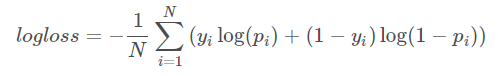 logloss = -\frac{1}{N} \sum_{i=1}^{N} (y_i \log(p_i) + (1 - y_i) \log(1 - p_i))